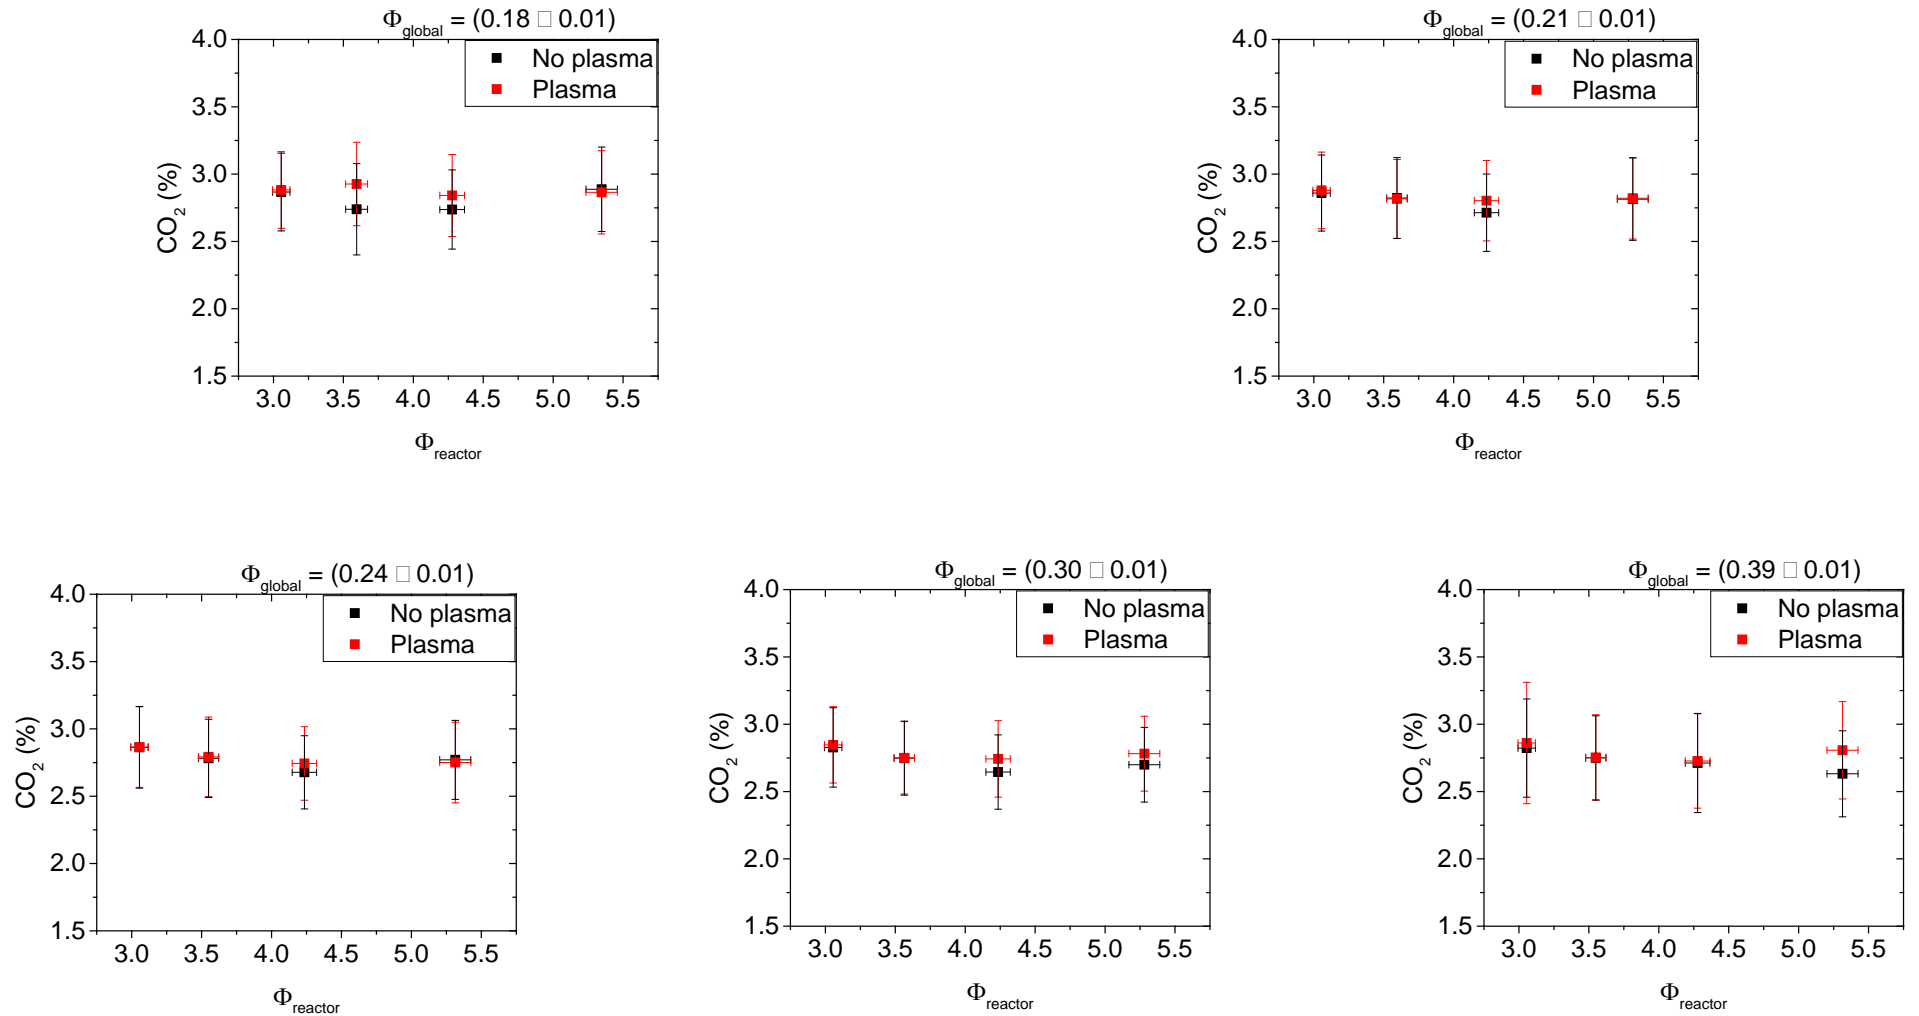 Φglobal = (0.18 □ 0.01)
No plasma
Plasma
4.0
3.5
3.0
2.5
2.0
1.5
CO2 (%)
3.0 3.5 4.0 4.5 5.0 5.5
Φreactor
Φglobal = (0.21 □ 0.01)
No plasma
Plasma
4.0
3.5
3.0
2.5
2.0
1.5
CO2 (%)
3.0 3.5 4.0 4.5 5.0 5.5
Φreactor
Φglobal = (0.24 □ 0.01)
No plasma
Plasma
4.0
3.5
3.0
2.5
2.0
1.5
CO2 (%)
3.0 3.5 4.0 4.5 5.0 5.5
Φreactor
Φglobal = (0.30 □ 0.01)
No plasma
Plasma
4.0
3.5
3.0
2.5
2.0
1.5
CO2 (%)
3.0 3.5 4.0 4.5 5.0 5.5
Φreactor
Φglobal = (0.39 □ 0.01)
No plasma
Plasma
4.0
3.5
3.0
2.5
2.0
1.5
CO2 (%)
3.0 3.5 4.0 4.5 5.0 5.5
Φreactor